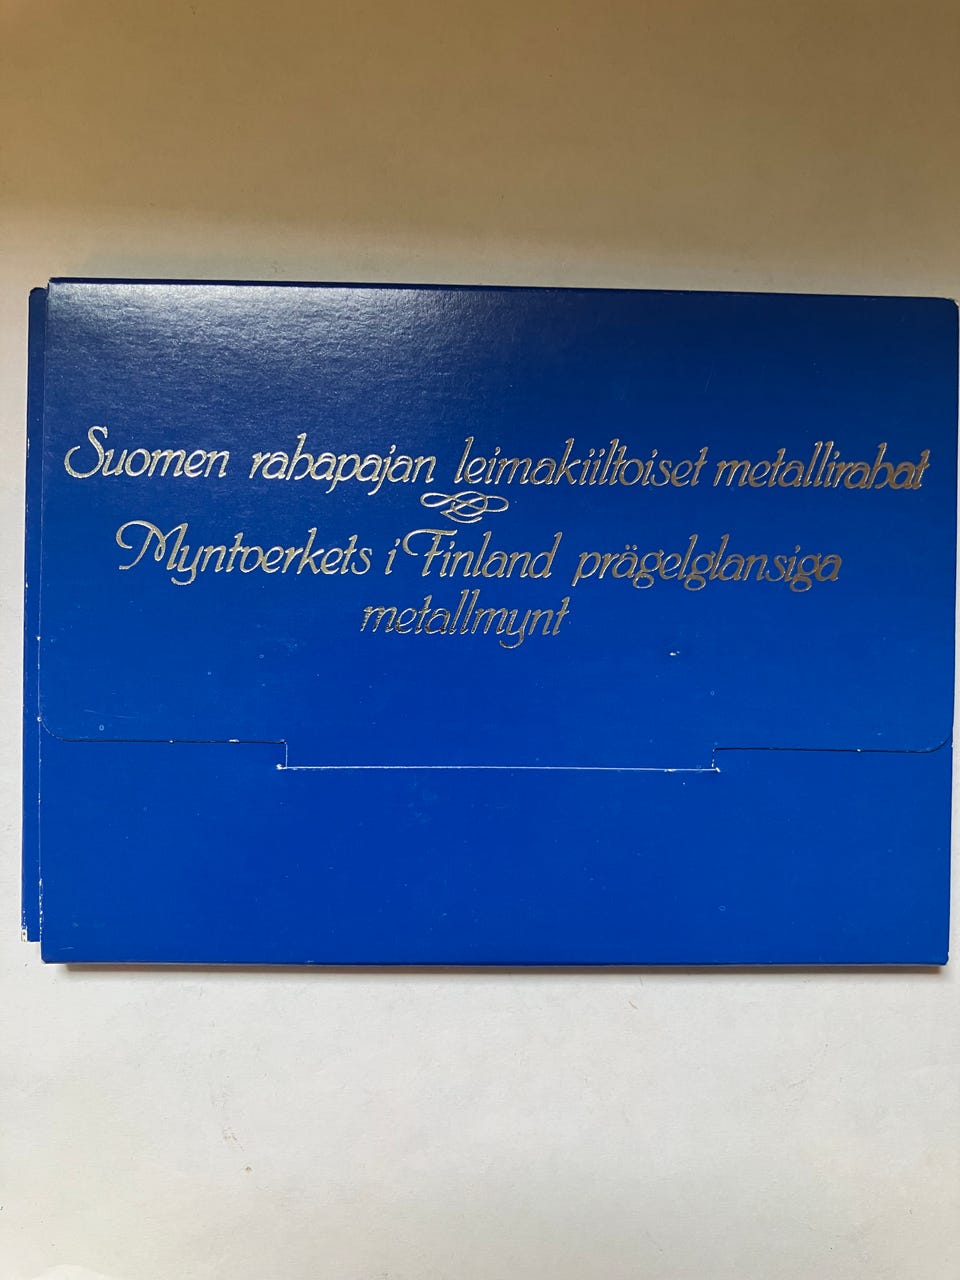 Suomen rahapajan leimakiiltoiset metallirahat
Myntverkets i Finland prägelglansiga
metallmynt